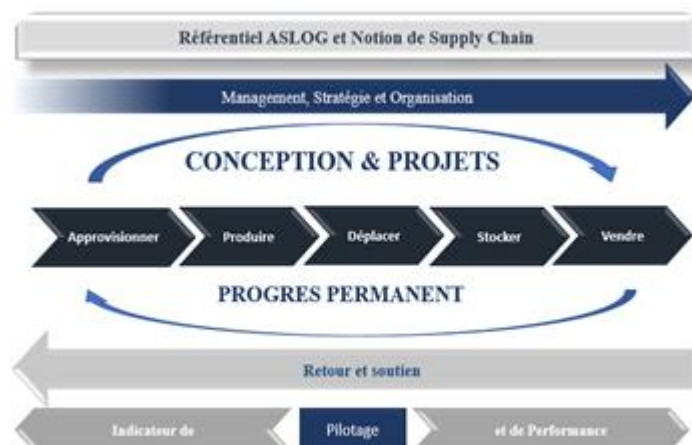 Référentiel ASLOG et Notion de Supply Chain
Management, Stratégie et Organisation
CONCEPTION & PROJETS
Approvisionner Produire Déplacer Stocker Vendre
PROGRES PERMANENT
Retour et soutien
Indicateur de Pilotage et de Performance